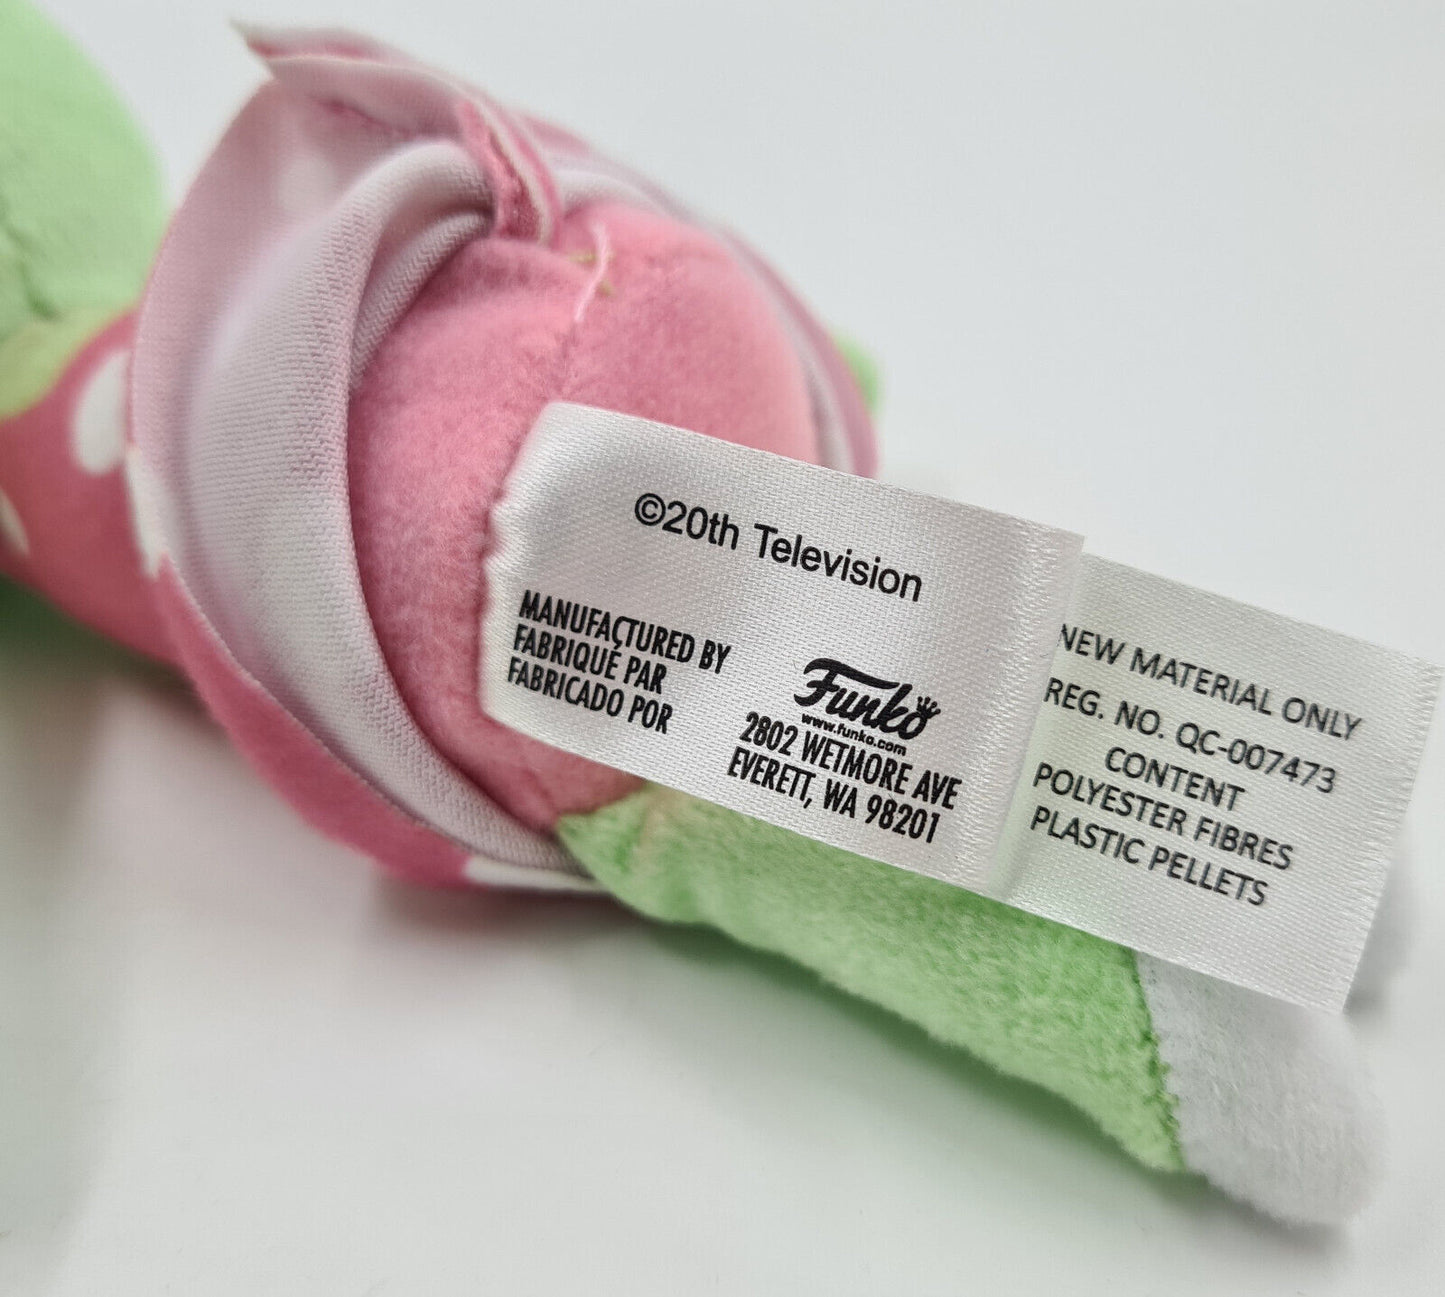 ©20th Television
MANUFACTURED BY
FABRIQUÉ PAR
FABRICADO POR
Funko
www.funko.com
2802 WETMORE AVE
EVERETT, WA 98201
NEW MATERIAL ONLY
REG. NO. QC-007473
CONTENT
POLYESTER FIBRES
PLASTIC PELLETS